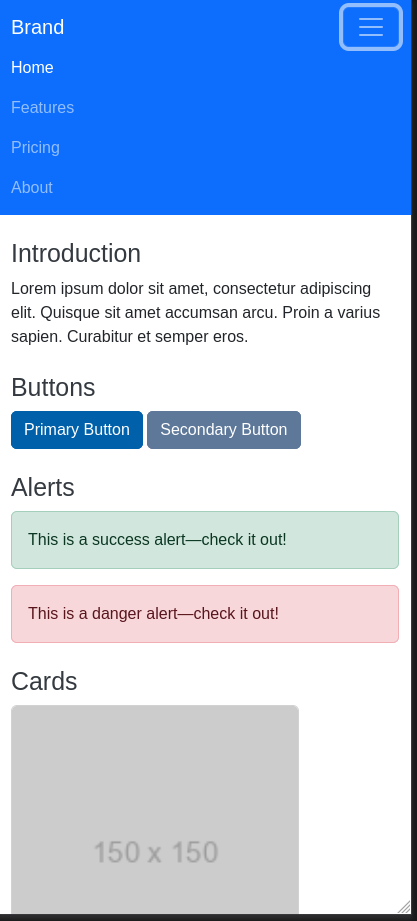 Brand
Home
Features
Pricing
About
Introduction
Lorem ipsum dolor sit amet, consectetur adipiscing
elit. Quisque sit amet accumsan arcu. Proin a varius
sapien. Curabitur et semper eros.
Buttons
Primary Button Secondary Button
Alerts
This is a success alert—check it out!
This is a danger alert—check it out!
Cards
150 x 150